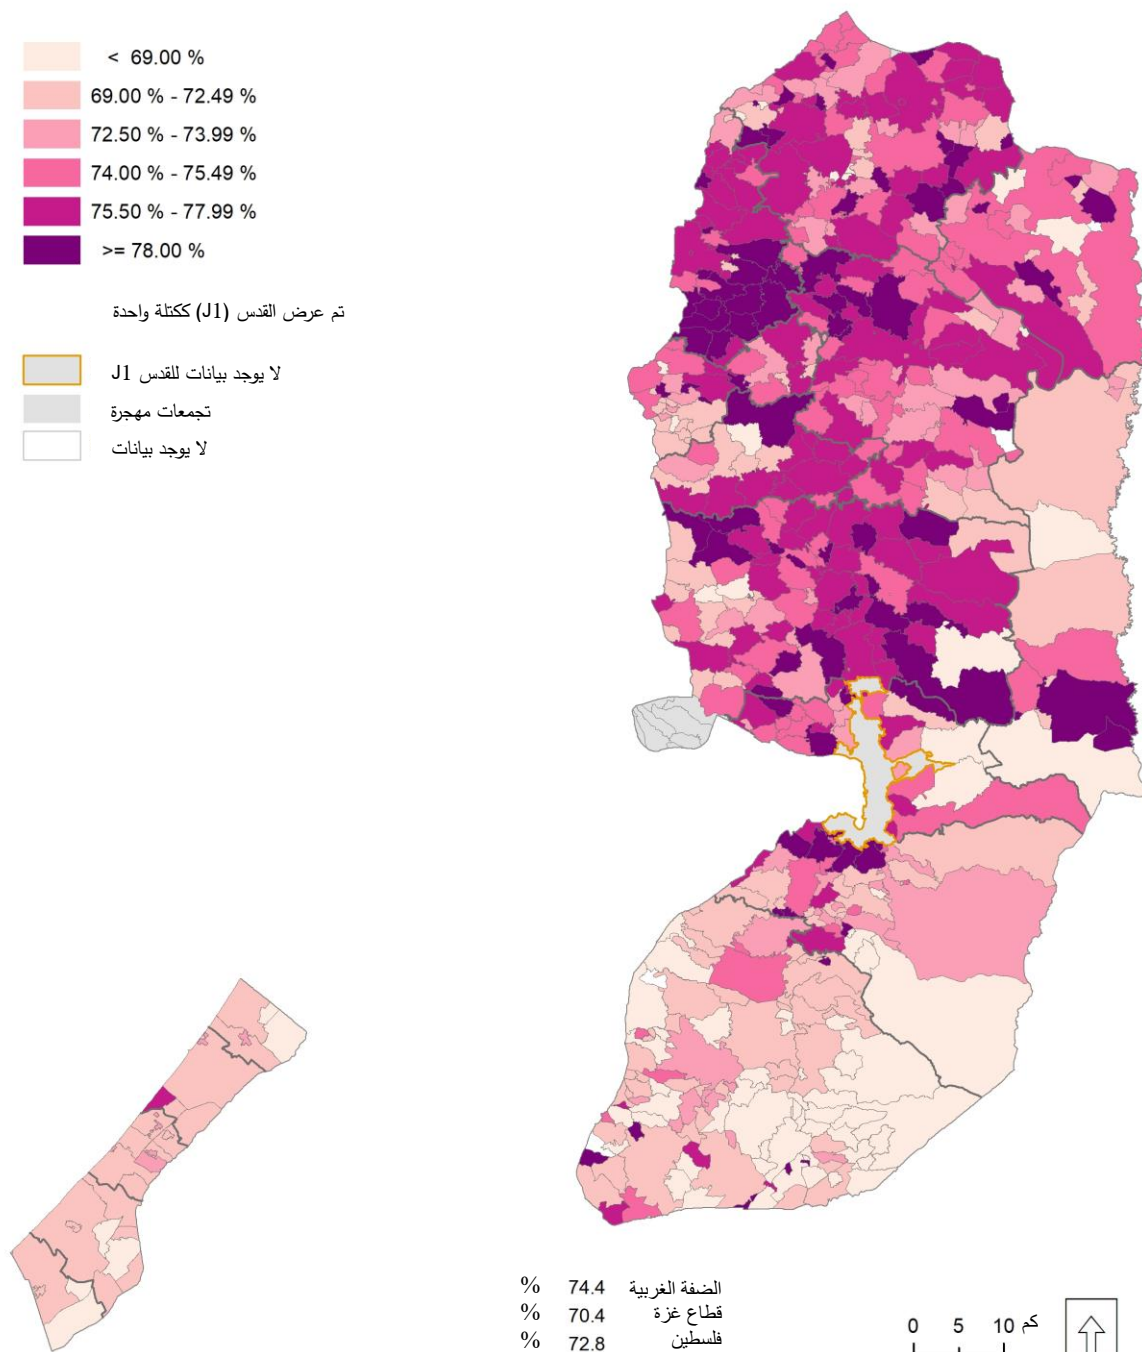 < 69.00 %
69.00 % - 72.49 %
72.50 % - 73.99 %
74.00 % - 75.49 %
75.50 % - 77.99 %
>= 78.00 %
تم عرض القدس (J1) ككتلة واحدة
لا يوجد بيانات للقدس J1
تجمعات مهجرة
لا يوجد بيانات
الضفة الغربية 74.4 %
قطاع غزة 70.4 %
فلسطين 72.8 %
0 5 10 كم